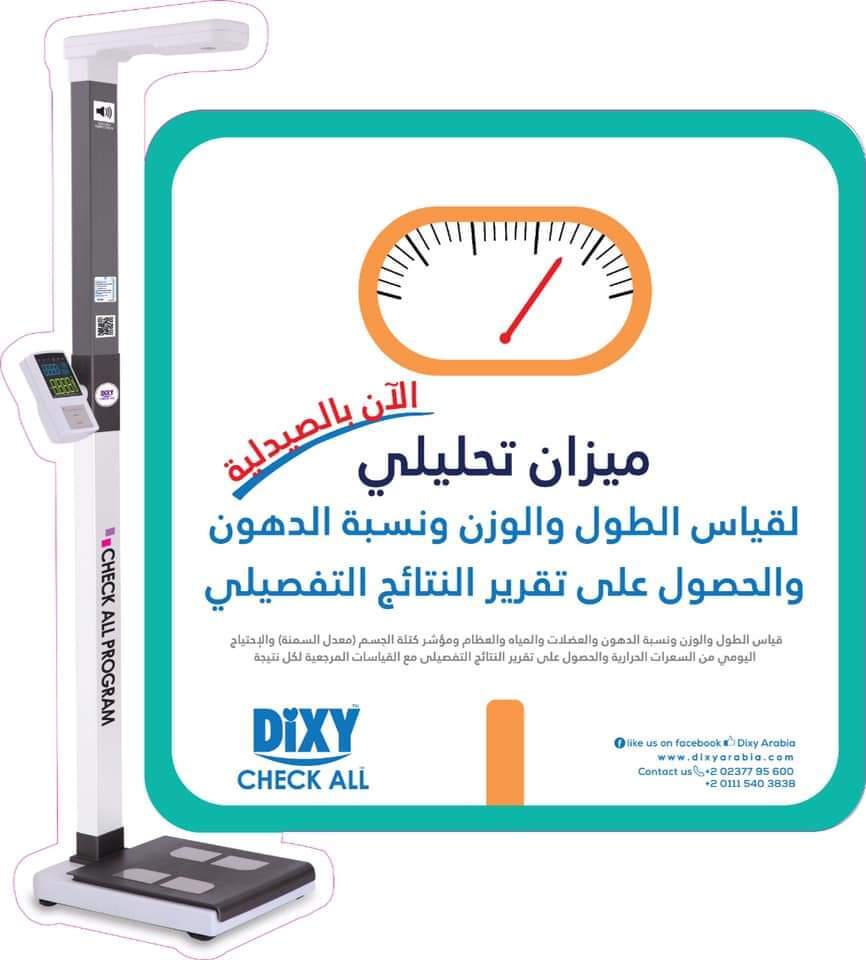 الآن بالصيدلية
ميزان تحليلي
لقياس الطول والوزن ونسبة الدهون
والحصول على تقرير النتائج التفصيلي
قياس الطول والوزن ونسبة الدهون والعضلات والمياه والعظام ومؤشر كتلة الجسم (معدل السمنة) والإحتياج
اليومي من السعرات الحرارية والحصول على تقرير النتائج التفصيلى مع القياسات المرجعية لكل نتيجة
DiXY™
CHECK ALL
like us on facebook Dixy Arabia
www.dixyarabia.com
Contact us +2 02377 95 600
+2 0111 540 3838
DiXY
CHECK ALL PROGRAM